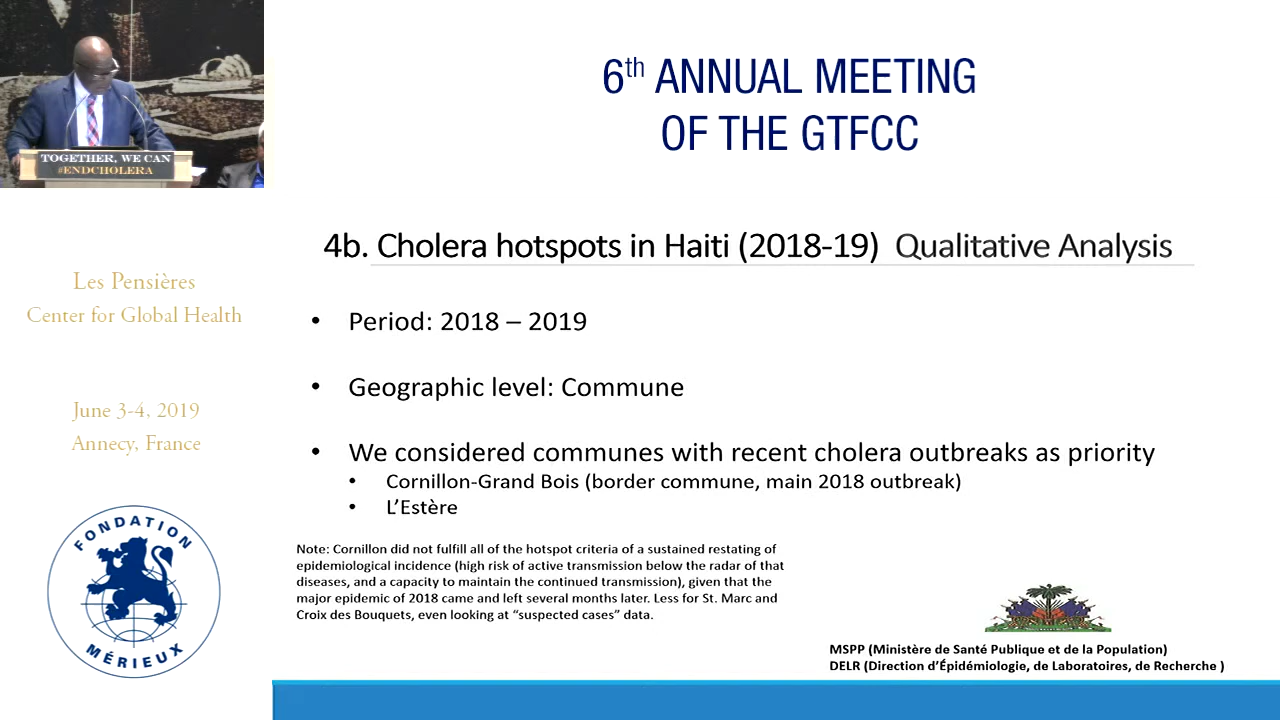 TOGETHER, WE CAN
#ENDCHOLERA
6th ANNUAL MEETING
OF THE GTFCC
Les Pensières
Center for Global Health
June 3-4, 2019
Annecy, France
FONDATION
MÉRIEUX
4b. Cholera hotspots in Haiti (2018-19) Qualitative Analysis
• Period: 2018 – 2019
• Geographic level: Commune
• We considered communes with recent cholera outbreaks as priority
• Cornillon-Grand Bois (border commune, main 2018 outbreak)
• L’Estère
Note: Cornillon did not fulfill all of the hotspot criteria of a sustained restating of
epidemiological incidence (high risk of active transmission below the radar of that
diseases, and a capacity to maintain the continued transmission), given that the
major epidemic of 2018 came and left several months later. Less for St. Marc and
Croix des Bouquets, even looking at “suspected cases” data.
MSPP (Ministère de Santé Publique et de la Population)
DELR (Direction d’Épidémiologie, de Laboratoires, de Recherche )